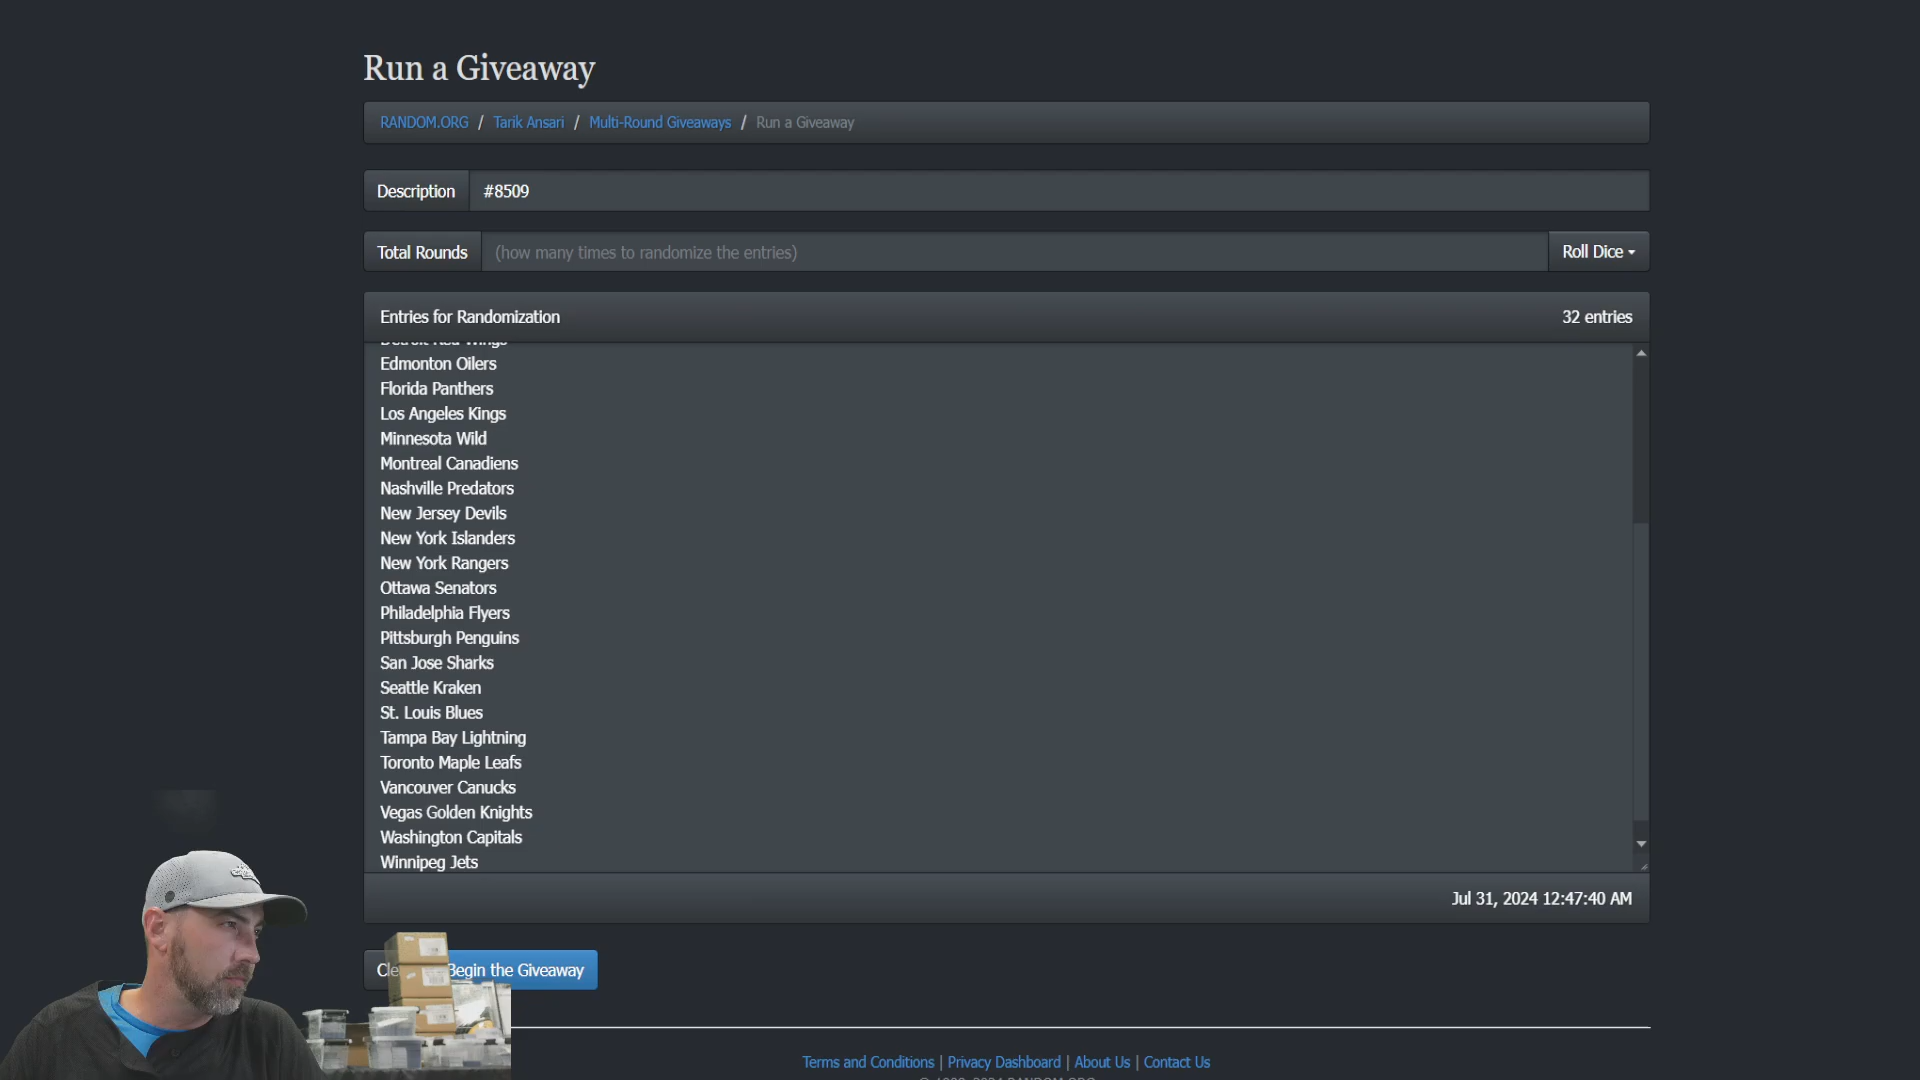 Run a Giveaway
RANDOM.ORG / Tarik Ansari / Multi-Round Giveaways / Run a Giveaway
Description #8509
Total Rounds (how many times to randomize the entries) Roll Dice
Entries for Randomization 32 entries
Detroit Red Wings
Edmonton Oilers
Florida Panthers
Los Angeles Kings
Minnesota Wild
Montreal Canadiens
Nashville Predators
New Jersey Devils
New York Islanders
New York Rangers
Ottawa Senators
Philadelphia Flyers
Pittsburgh Penguins
San Jose Sharks
Seattle Kraken
St. Louis Blues
Tampa Bay Lightning
Toronto Maple Leafs
Vancouver Canucks
Vegas Golden Knights
Washington Capitals
Winnipeg Jets
Jul 31, 2024 12:47:40 AM
Begin the Giveaway
Terms and Conditions | Privacy Dashboard | About Us | Contact Us